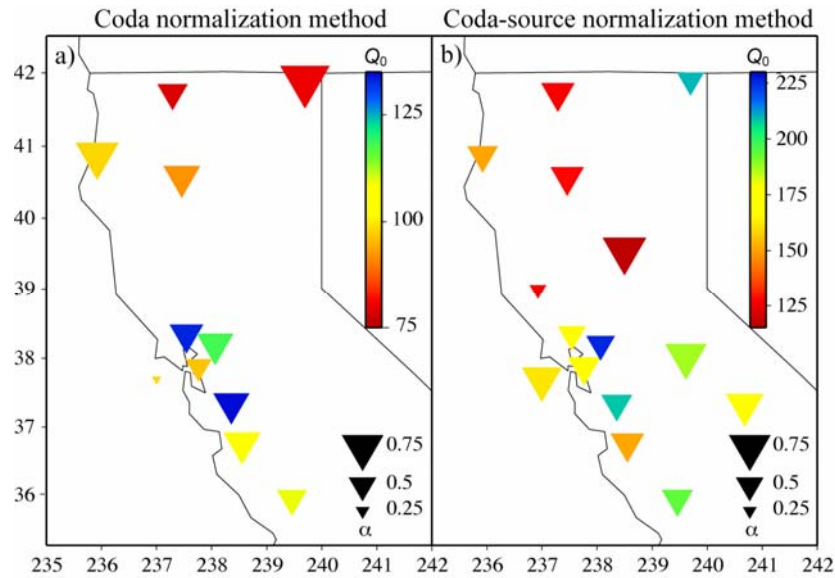 Coda normalization method
Coda-source normalization method
a)
Q₀
125
100
75
0.75
0.5
0.25
α
42
41
40
39
38
37
36
35
235 236 237 238 239 240 241 242
b)
Q₀
225
200
175
150
125
0.75
0.5
0.25
α
236 237 238 239 240 241 242